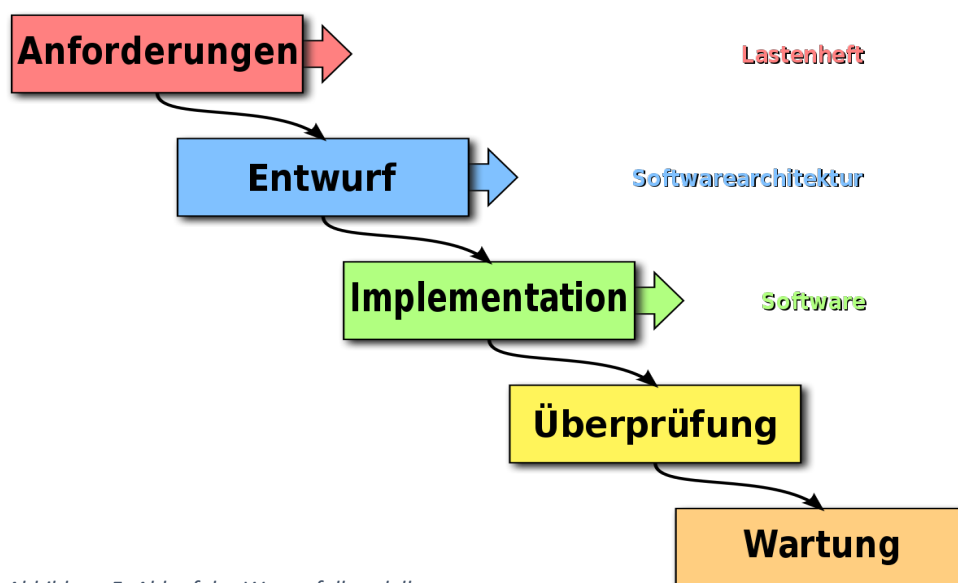 Anforderungen
Lastenheft
Entwurf
Softwarearchitektur
Implementation
Software
Überprüfung
Wartung